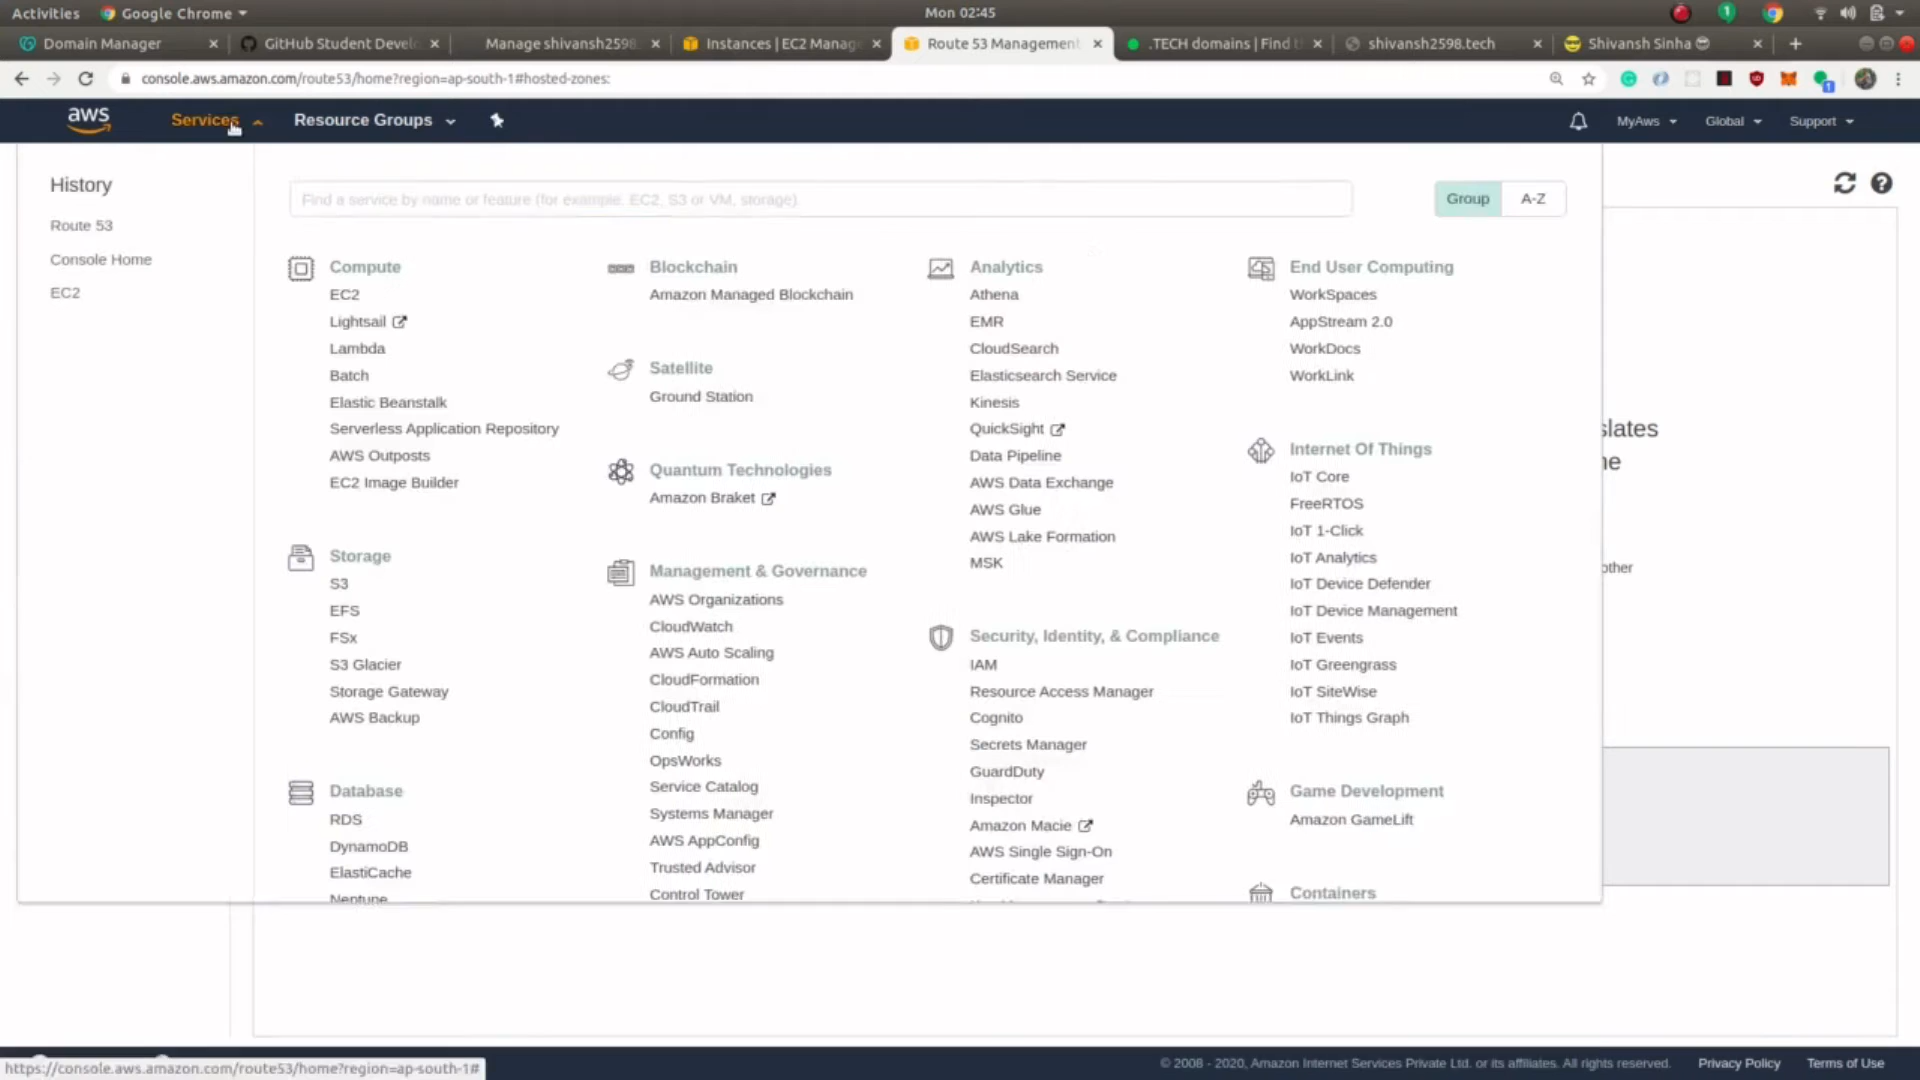 Activities
Google Chrome
Mon 02:45
1
Domain Manager
GitHub Student Devel
Manage shivansh2598
Instances | EC2 Manag
Route 53 Management
.TECH domains | Find t
shivansh2598.tech
Shivansh Sinha
console.aws.amazon.com/route53/home?region=ap-south-1#hosted-zones:
1
aws
Services
Resource Groups
MyAws
Global
Support
History
Route 53
Console Home
EC2
Find a service by name or feature (for example, EC2, S3 or VM, storage).
Group
A-Z
Compute
EC2
Lightsail
Lambda
Batch
Elastic Beanstalk
Serverless Application Repository
AWS Outposts
EC2 Image Builder
Storage
S3
EFS
FSx
S3 Glacier
Storage Gateway
AWS Backup
Database
RDS
DynamoDB
ElastiCache
Neptune
Blockchain
Amazon Managed Blockchain
Satellite
Ground Station
Quantum Technologies
Amazon Braket
Management & Governance
AWS Organizations
CloudWatch
AWS Auto Scaling
CloudFormation
CloudTrail
Config
OpsWorks
Service Catalog
Systems Manager
AWS AppConfig
Trusted Advisor
Control Tower
Analytics
Athena
EMR
CloudSearch
Elasticsearch Service
Kinesis
QuickSight
Data Pipeline
AWS Data Exchange
AWS Glue
AWS Lake Formation
MSK
Security, Identity, & Compliance
IAM
Resource Access Manager
Cognito
Secrets Manager
GuardDuty
Inspector
Amazon Macie
AWS Single Sign-On
Certificate Manager
End User Computing
WorkSpaces
AppStream 2.0
WorkDocs
WorkLink
Internet Of Things
IoT Core
FreeRTOS
IoT 1-Click
IoT Analytics
IoT Device Defender
IoT Device Management
IoT Events
IoT Greengrass
IoT SiteWise
IoT Things Graph
Game Development
Amazon GameLift
Containers
slates
ne
other
https://console.aws.amazon.com/route53/home?region=ap-south-1#
© 2008 - 2020, Amazon Internet Services Private Ltd. or its affiliates. All rights reserved.
Privacy Policy
Terms of Use